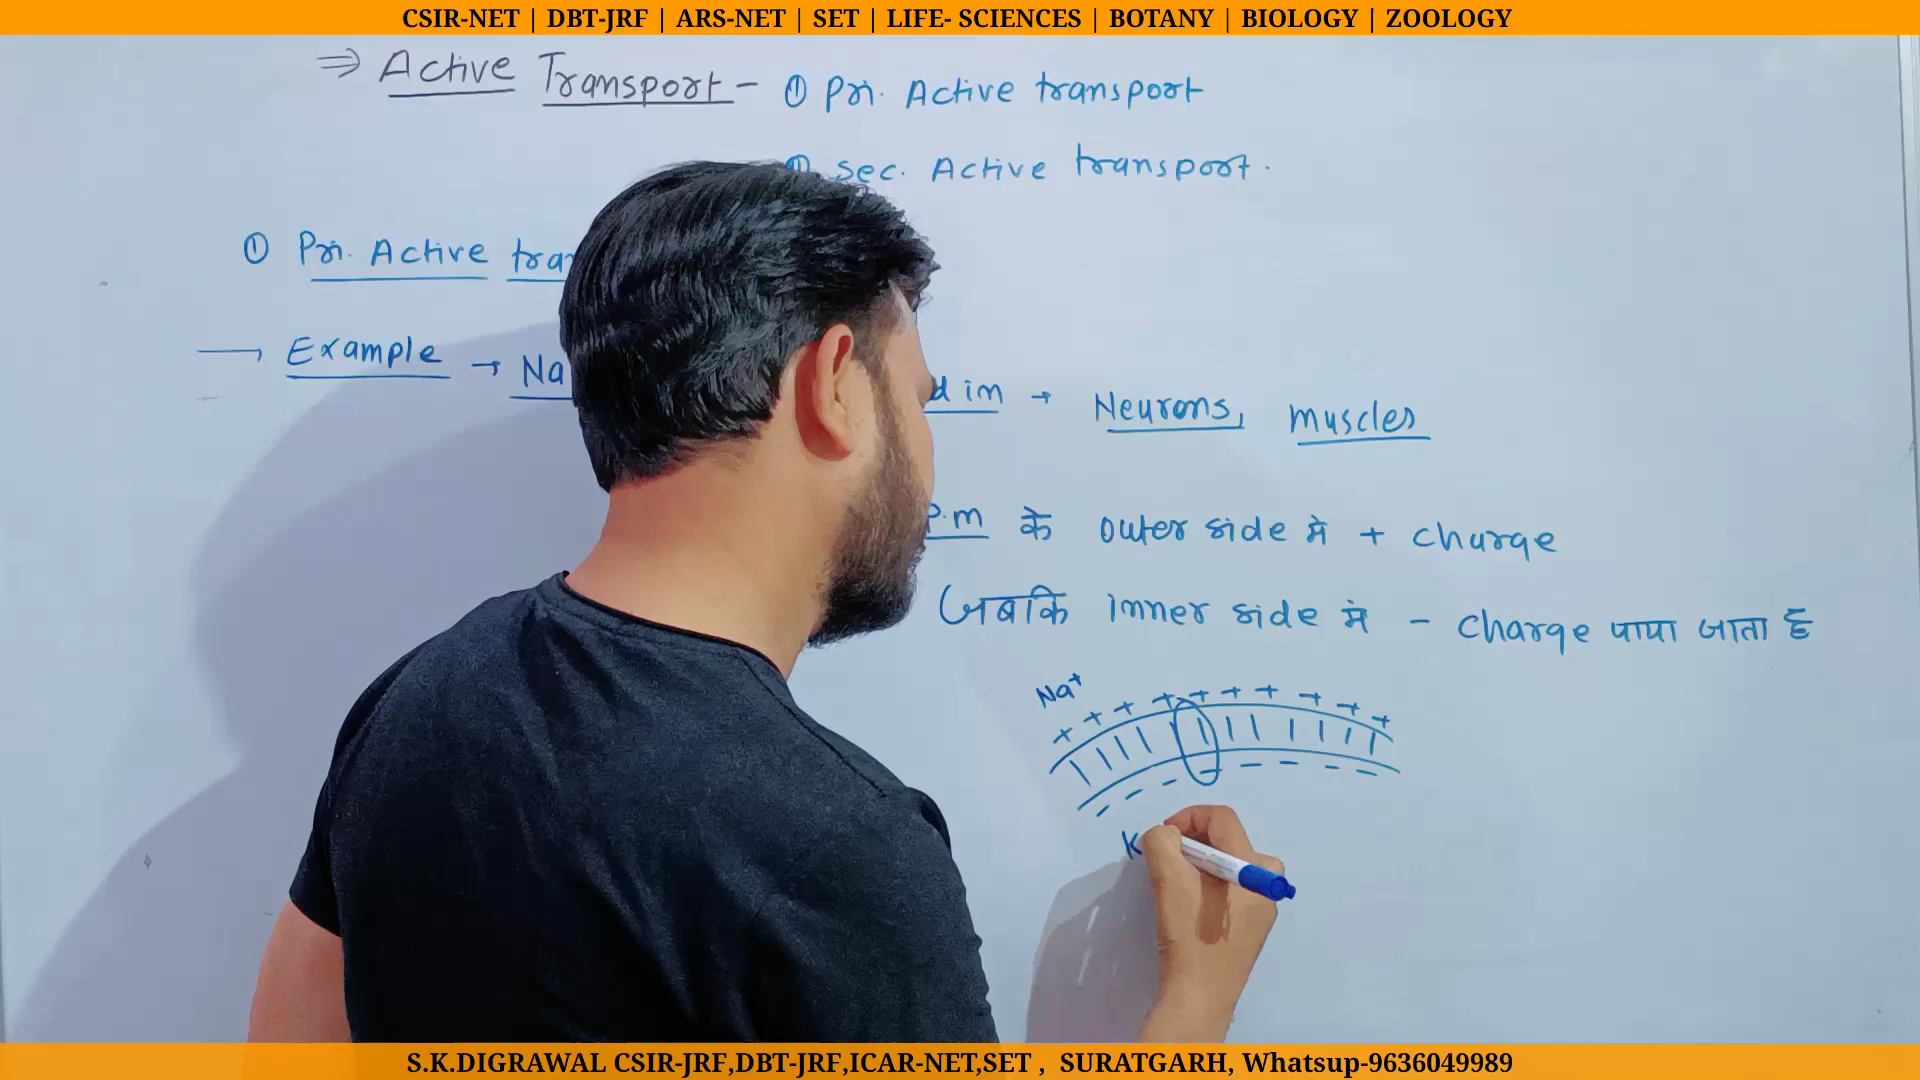 CSIR-NET | DBT-JRF | ARS-NET | SET | LIFE- SCIENCES | BOTANY | BIOLOGY | ZOOLOGY
⇒ Active Transport - ① Pri. Active transport
sec. Active transport.
① Pri. Active tra
→ Example → Na
d in → Neurons, muscles
P.m के outer side मे + charge
जबकि inner side मे - charge पाया जाता है
Na+
+ + + + + + + + + +
- - - - - - - -
K
S.K.DIGRAWAL CSIR-JRF,DBT-JRF,ICAR-NET,SET , SURATGARH, Whatsup-9636049989